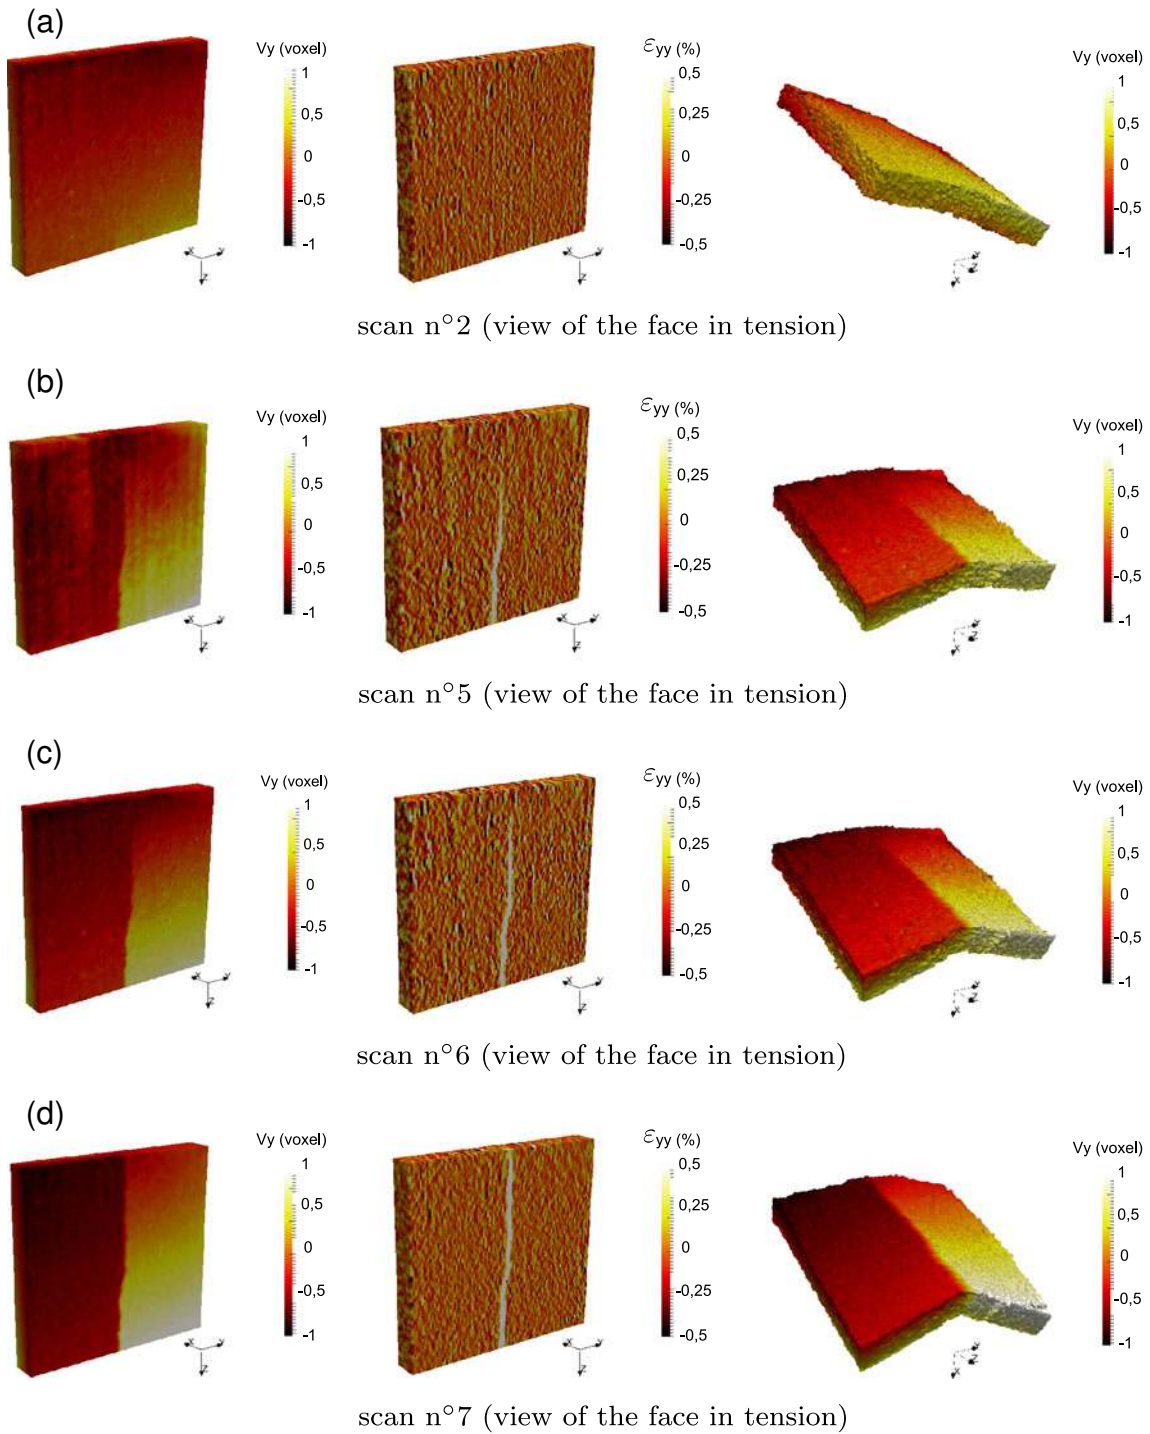 (a)
Vy (voxel)
1
0,5
0
-0,5
-1
X Y Z
εyy (%)
0,5
0,25
0
-0,25
-0,5
X Y Z
Vy (voxel)
1
0,5
0
-0,5
-1
Y Z X
scan n°2 (view of the face in tension)
(b)
Vy (voxel)
1
0,5
0
-0,5
-1
X Y Z
εyy (%)
0,5
0,25
0
-0,25
-0,5
X Y Z
Vy (voxel)
1
0,5
0
-0,5
-1
Y Z X
scan n°5 (view of the face in tension)
(c)
Vy (voxel)
1
0,5
0
-0,5
-1
X Y Z
εyy (%)
0,5
0,25
0
-0,25
-0,5
X Y Z
Vy (voxel)
1
0,5
0
-0,5
-1
Y Z X
scan n°6 (view of the face in tension)
(d)
Vy (voxel)
1
0,5
0
-0,5
-1
X Y Z
εyy (%)
0,5
0,25
0
-0,25
-0,5
X Y Z
Vy (voxel)
1
0,5
0
-0,5
-1
Y Z X
scan n°7 (view of the face in tension)